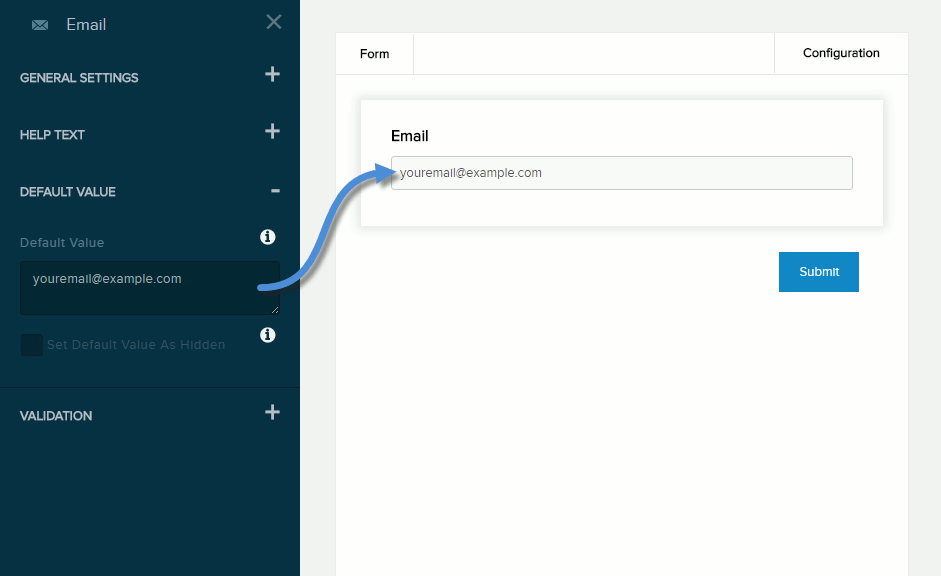 Email
GENERAL SETTINGS
HELP TEXT
DEFAULT VALUE
Default Value
youremail@example.com
Set Default Value As Hidden
VALIDATION
Form
Configuration
Email
youremail@example.com
Submit